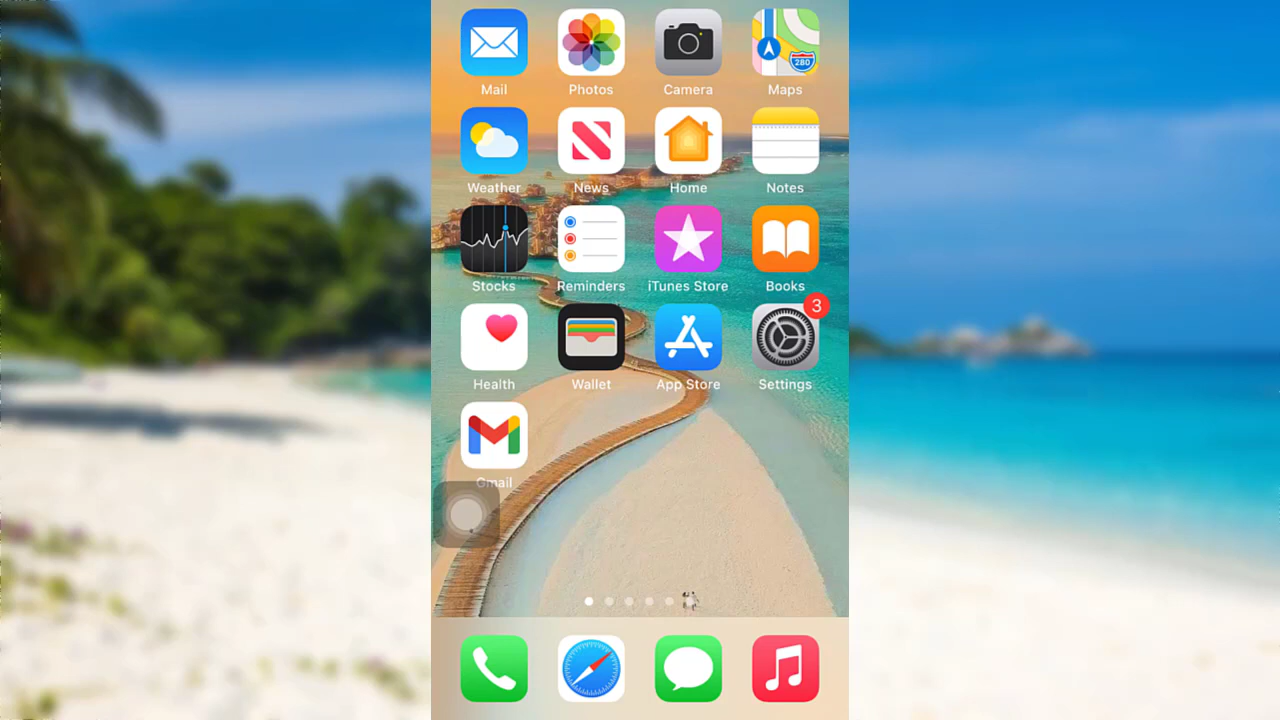 Mail Photos Camera Maps
280
Weather News Home Notes
Stocks Reminders iTunes Store Books
3
Health Wallet App Store Settings
Gmail